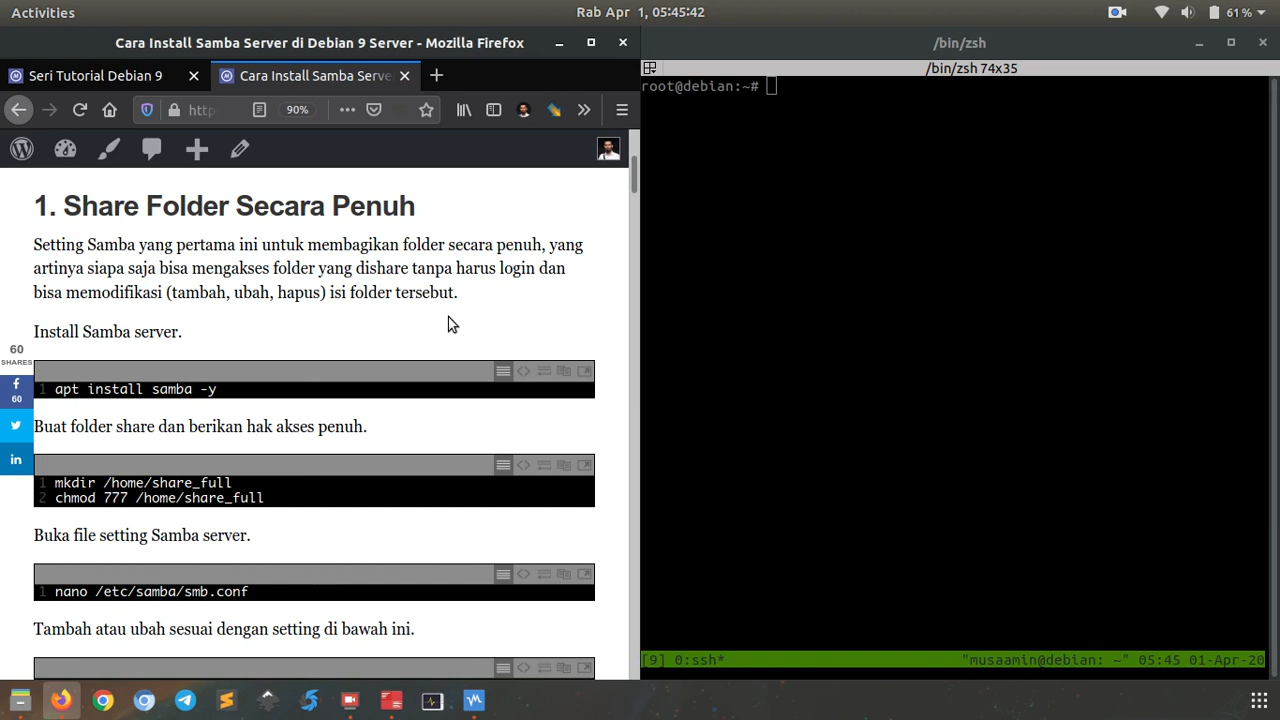 Activities
Rab Apr 1, 05:45:42
61%
Cara Install Samba Server di Debian 9 Server - Mozilla Firefox
/bin/zsh
Seri Tutorial Debian 9
Cara Install Samba Serve
/bin/zsh 74x35
http
90%
root@debian:~#
1. Share Folder Secara Penuh
Setting Samba yang pertama ini untuk membagikan folder secara penuh, yang
artinya siapa saja bisa mengakses folder yang dishare tanpa harus login dan
bisa memodifikasi (tambah, ubah, hapus) isi folder tersebut.
Install Samba server.
60
SHARES
1 apt install samba -y
60
Buat folder share dan berikan hak akses penuh.
1 mkdir /home/share_full
2 chmod 777 /home/share_full
Buka file setting Samba server.
1 nano /etc/samba/smb.conf
Tambah atau ubah sesuai dengan setting di bawah ini.
[9] 0:ssh*
"musaamin@debian: ~" 05:45 01-Apr-20